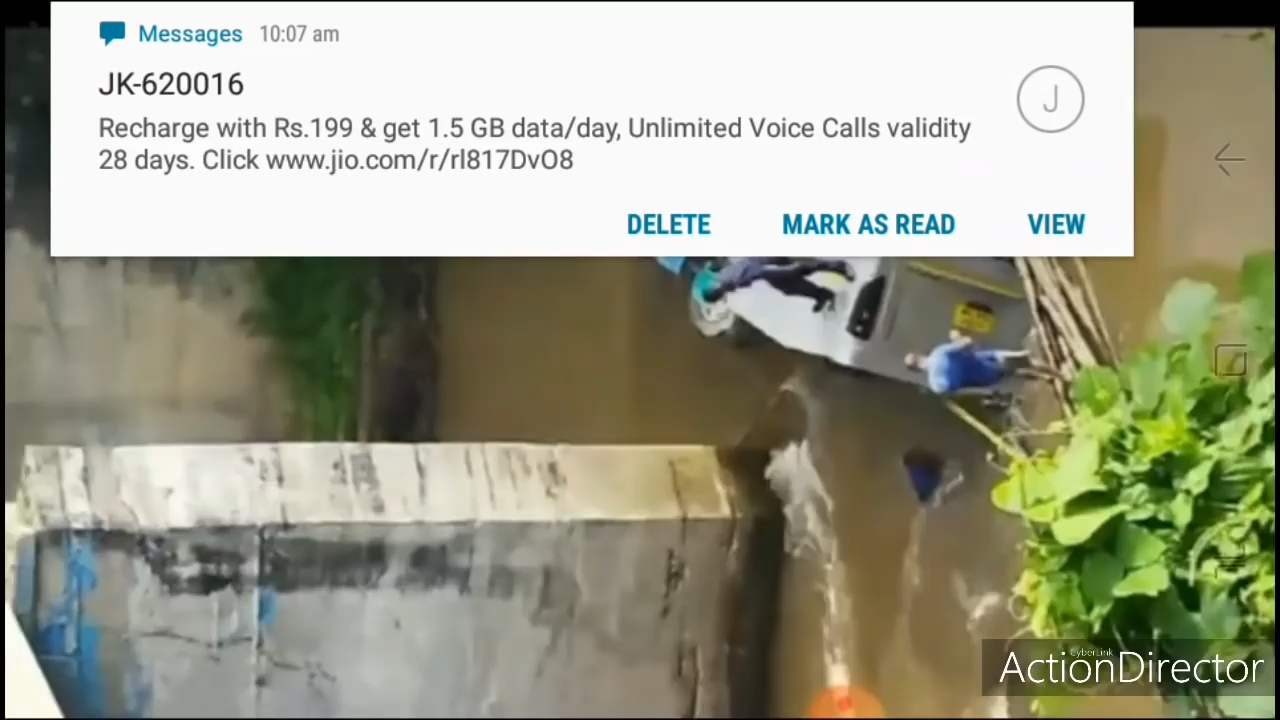 Messages 10:07 am
JK-620016
J
Recharge with Rs.199 & get 1.5 GB data/day, Unlimited Voice Calls validity
28 days. Click www.jio.com/r/rl817DvO8
DELETE MARK AS READ VIEW
CyberLink
ActionDirector